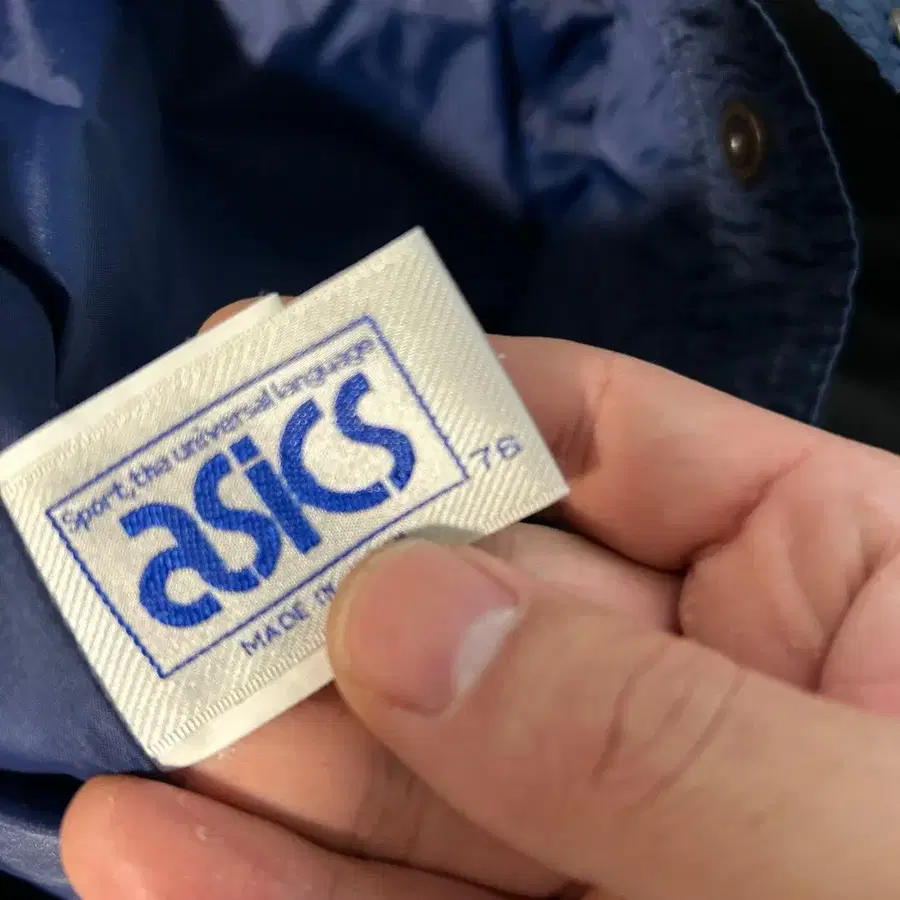 Sport, the universal language
asics
76
MADE IN